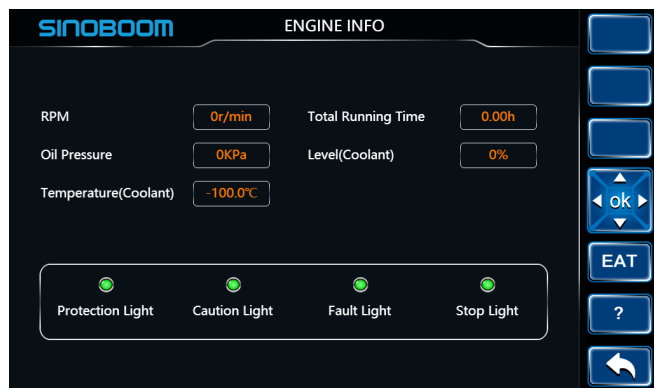 SINOBOOM
ENGINE INFO
RPM 0r/min Total Running Time 0.00h
Oil Pressure 0KPa Level(Coolant) 0%
Temperature(Coolant) -100.0℃
ok
EAT
Protection Light Caution Light Fault Light Stop Light
?